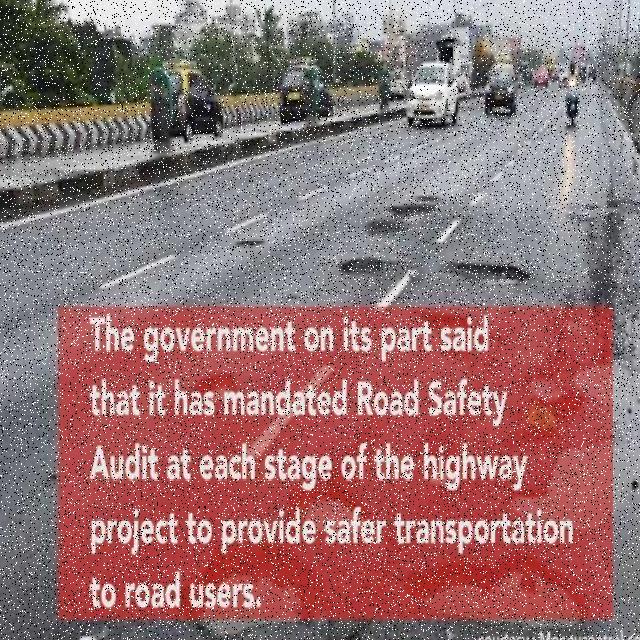 The government on its part said
that it has mandated Road Safety
Audit at each stage of the highway
project to provide safer transportation
to road users.